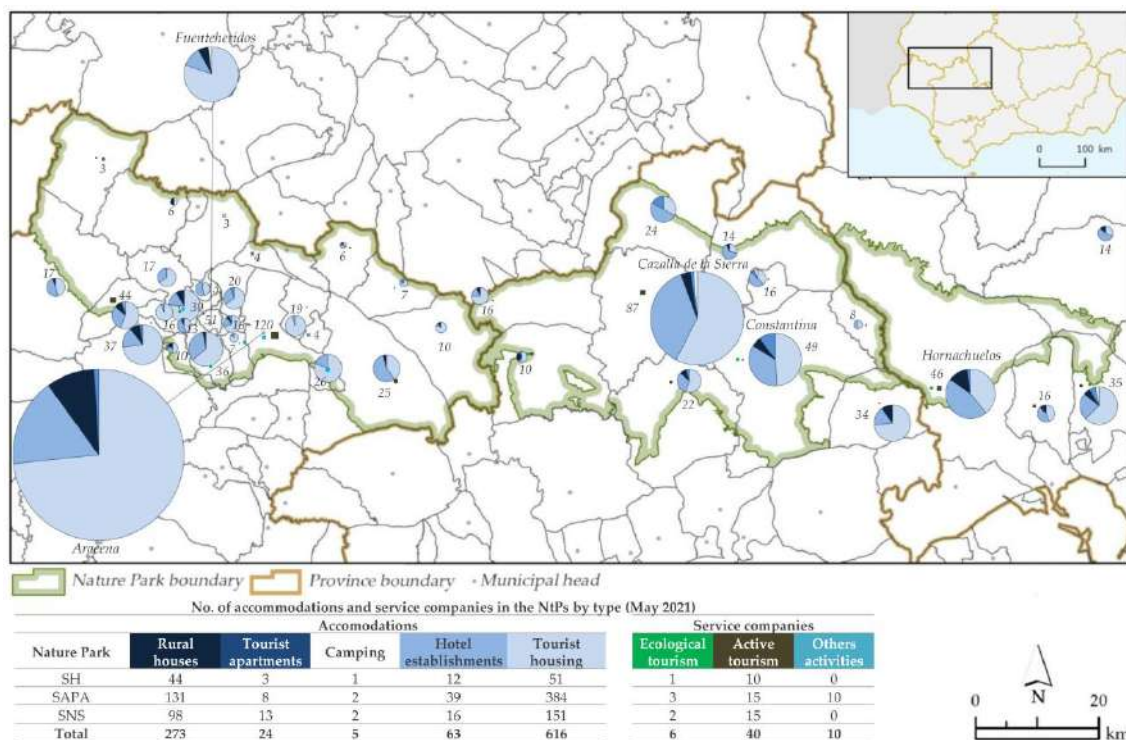 Fuenteheridos
0 100 km
3
6
3
4
6
17
17
20
7
44
30
16
51
18
120
19
4
16
37
10
36
10
26
25
10
24
14
14
Cazalla de la Sierra
87
16
8
Constantina
49
Hornachuelos
22
46
35
34
16
Aracena
Nature Park boundary Province boundary Municipal head
No. of accommodations and service companies in the NtPs by type (May 2021)
Accomodations Service companies
Nature Park Rural houses Tourist apartments Camping Hotel establishments Tourist housing Ecological tourism Active tourism Others activities
SH 44 3 1 12 51 1 10 0
SAPA 131 8 2 39 384 3 15 10
SNS 98 13 2 16 151 2 15 0
Total 273 24 5 63 616 6 40 10
N
0 20
km